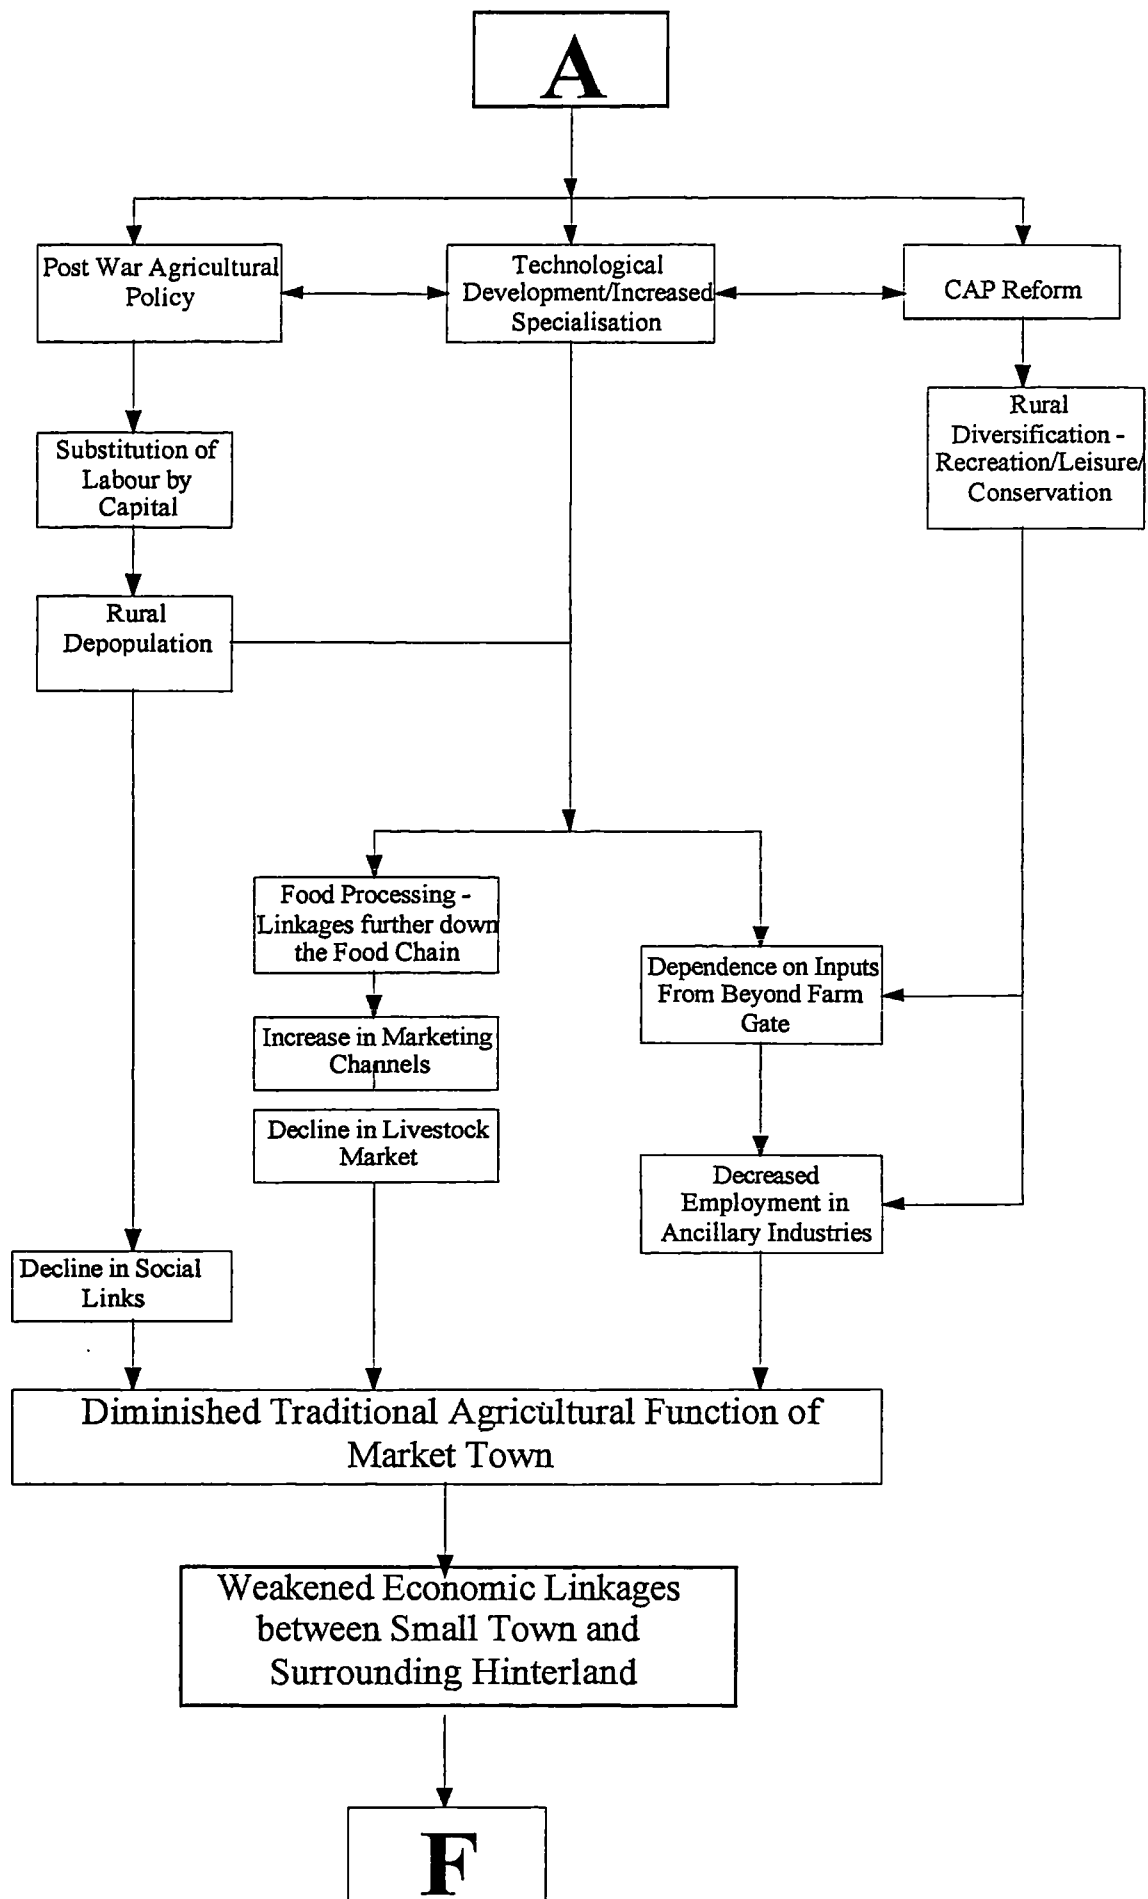 A
Post War Agricultural
Policy
Technological
Development/Increased
Specialisation
CAP Reform
Rural
Diversification -
Recreation/Leisure/
Conservation
Substitution of
Labour by
Capital
Rural
Depopulation
Food Processing -
Linkages further down
the Food Chain
Dependence on Inputs
From Beyond Farm
Gate
Increase in Marketing
Channels
Decline in Livestock
Market
Decreased
Employment in
Ancillary Industries
Decline in Social
Links
Diminished Traditional Agricultural Function of
Market Town
Weakened Economic Linkages
between Small Town and
Surrounding Hinterland
F